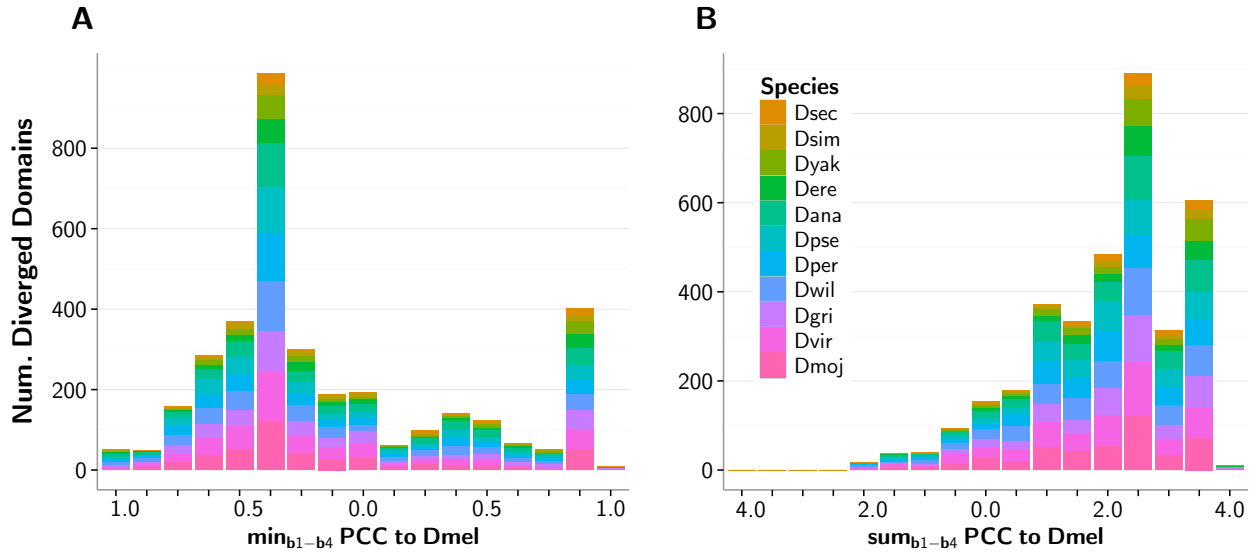 A
Num. Diverged Domains
800
600
400
200
0
1.0 0.5 0.0 0.5 1.0
min b1−b4 PCC to Dmel
B
800
600
400
200
0
Species
Dsec
Dsim
Dyak
Dere
Dana
Dpse
Dper
Dwil
Dgri
Dvir
Dmoj
4.0 2.0 0.0 2.0 4.0
sum b1−b4 PCC to Dmel